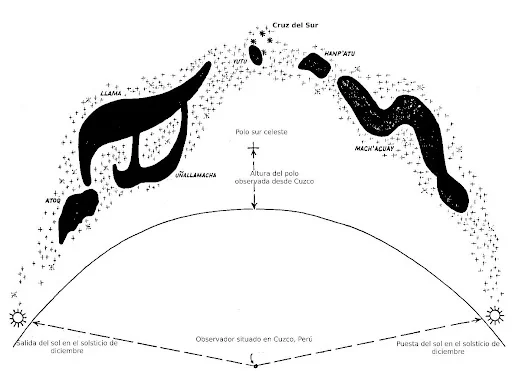 Cruz del Sur
YUTU
HANP'ATU
LLAMA
Polo sur celeste
MACH'ACUAY
Altura del polo
observada desde Cuzco
UÑALLAMACHA
ATOQ
Observador situado en Cuzco, Perú
Salida del sol en el solsticio de
diciembre
Puesta del sol en el solsticio de
diciembre